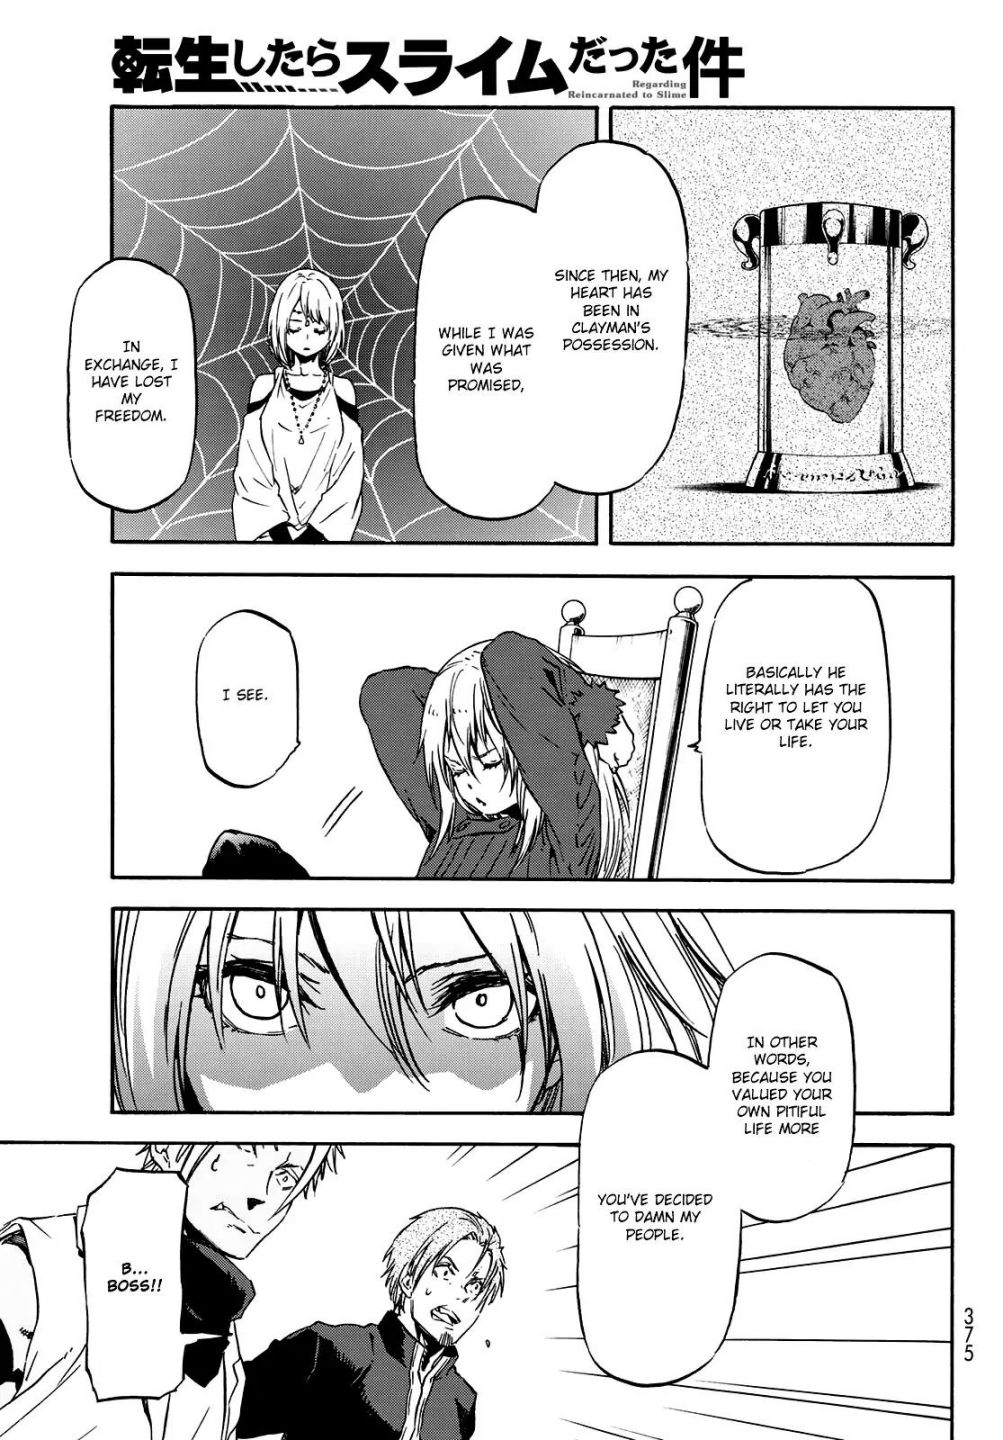 転生したらスライムだった件
Regarding
Reincarnated to Slime
SINCE THEN, MY
HEART HAS
BEEN IN
CLAYMAN'S
POSSESSION.
WHILE I WAS
GIVEN WHAT
WAS
PROMISED,
IN
EXCHANGE, I
HAVE LOST
MY
FREEDOM.
BASICALLY HE
LITERALLY HAS THE
RIGHT TO LET YOU
LIVE OR TAKE YOUR
LIFE.
I SEE.
IN OTHER
WORDS,
BECAUSE YOU
VALUED YOUR
OWN PITIFUL
LIFE MORE
YOU'VE DECIDED
TO DAMN MY
PEOPLE.
B...
BOSS!!
375